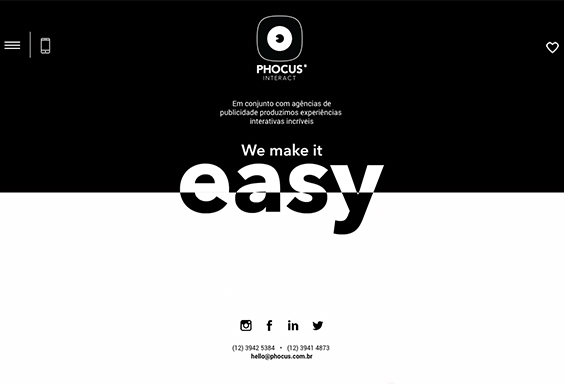 PHOCUS®
INTERACT
Em conjunto com agências de
publicidade produzimos experiências
interativas incríveis
We make it
easy
(12) 3942 5384 • (12) 3941 4873
hello@phocus.com.br